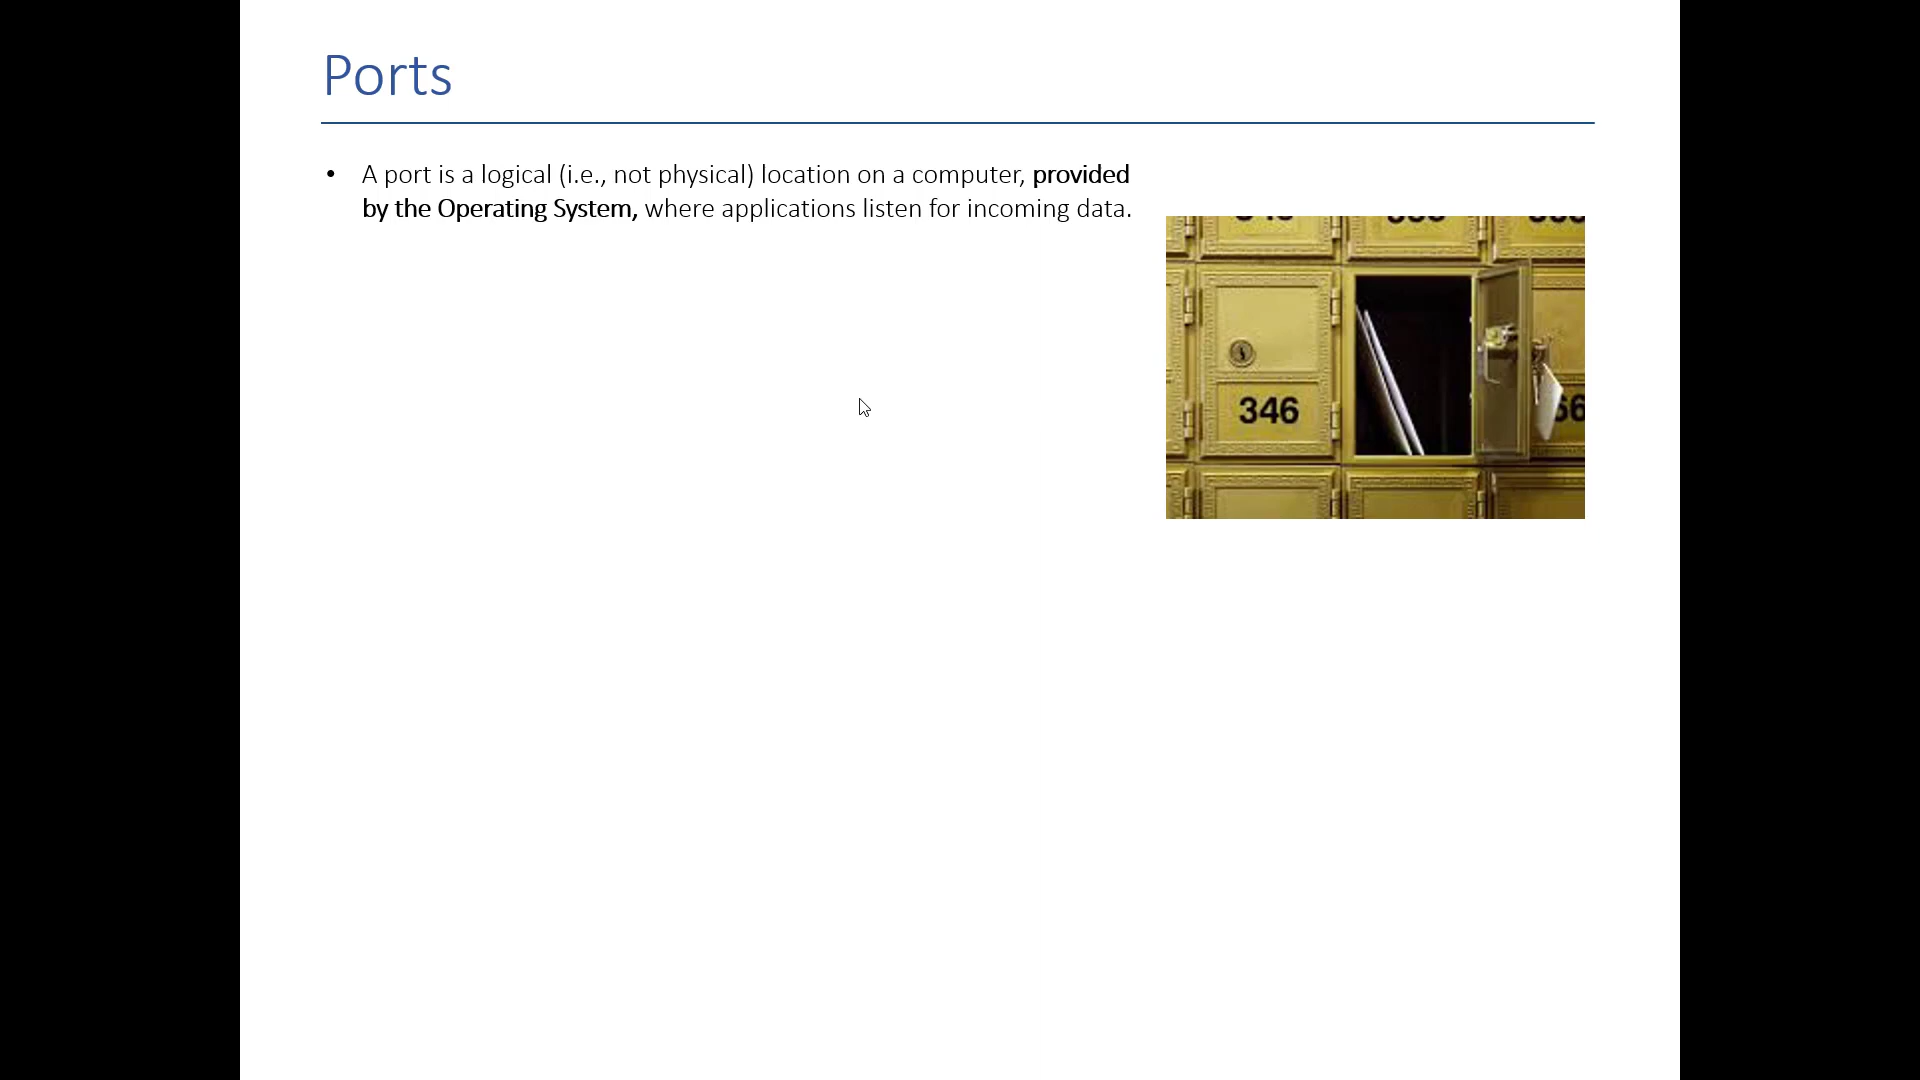 Ports
• A port is a logical (i.e., not physical) location on a computer, provided
by the Operating System, where applications listen for incoming data.
346